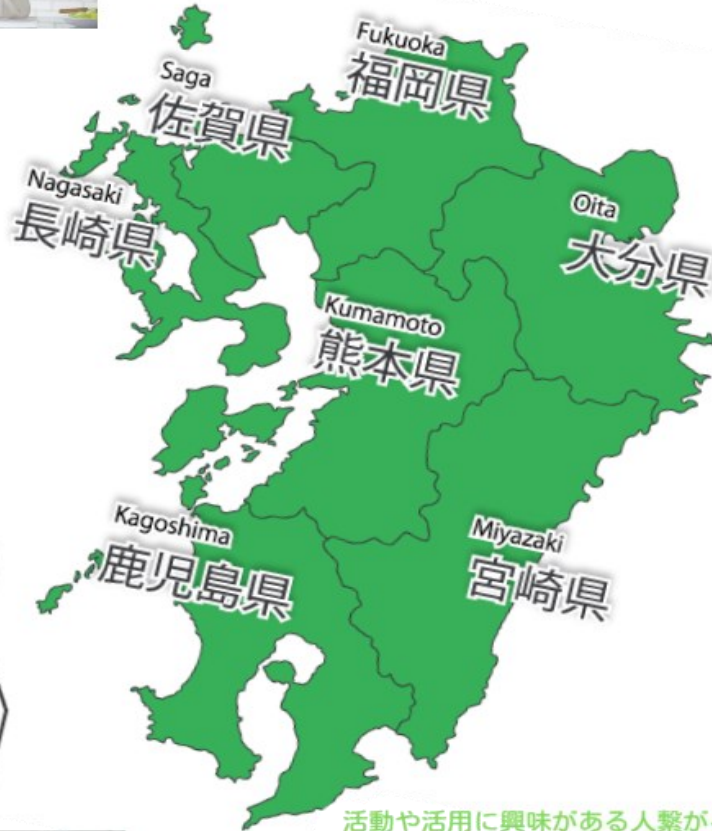 Fukuoka
福岡県
Saga
佐賀県
Nagasaki
長崎県
Oita
大分県
Kumamoto
熊本県
Kagoshima
鹿児島県
Miyazaki
宮崎県
活動や活用に興味がある人繋が